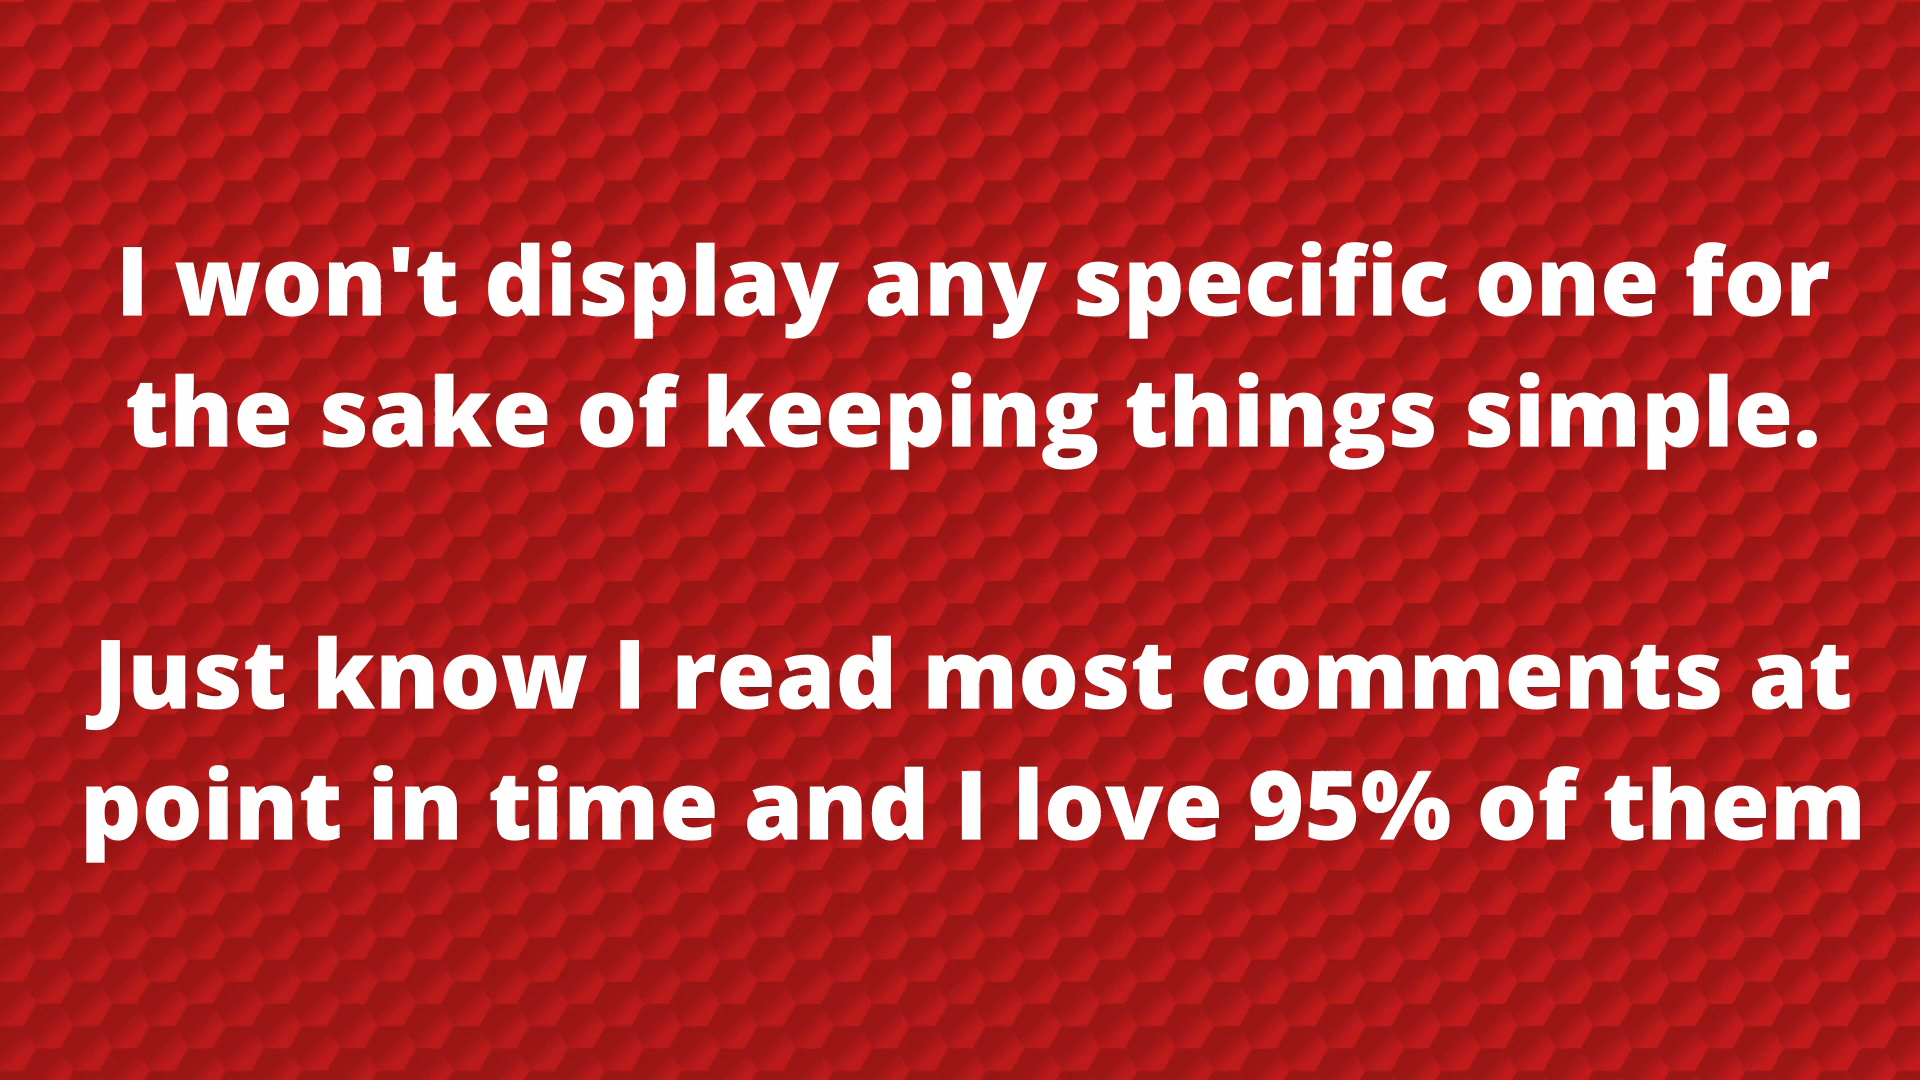 I won't display any specific one for
the sake of keeping things simple.
Just know I read most comments at
point in time and I love 95% of them